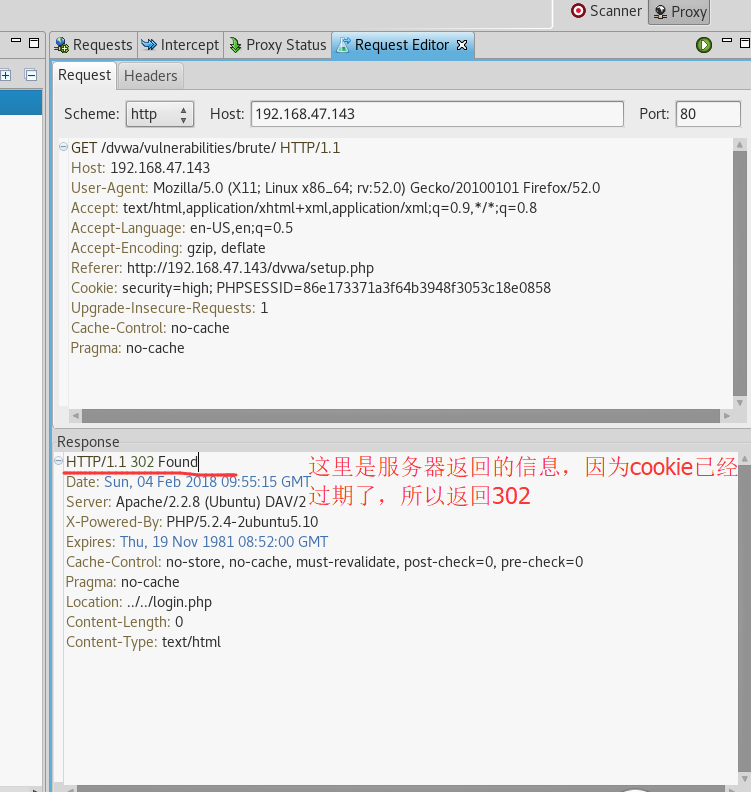 Scanner Proxy
Requests Intercept Proxy Status Request Editor
Request Headers
Scheme: http Host: 192.168.47.143 Port: 80
GET /dvwa/vulnerabilities/brute/ HTTP/1.1
Host: 192.168.47.143
User-Agent: Mozilla/5.0 (X11; Linux x86_64; rv:52.0) Gecko/20100101 Firefox/52.0
Accept: text/html,application/xhtml+xml,application/xml;q=0.9,*/*;q=0.8
Accept-Language: en-US,en;q=0.5
Accept-Encoding: gzip, deflate
Referer: http://192.168.47.143/dvwa/setup.php
Cookie: security=high; PHPSESSID=86e173371a3f64b3948f3053c18e0858
Upgrade-Insecure-Requests: 1
Cache-Control: no-cache
Pragma: no-cache
Response
HTTP/1.1 302 Found
这里是服务器返回的信息，因为cookie已经
过期了，所以返回302
Date: Sun, 04 Feb 2018 09:55:15 GMT
Server: Apache/2.2.8 (Ubuntu) DAV/2
X-Powered-By: PHP/5.2.4-2ubuntu5.10
Expires: Thu, 19 Nov 1981 08:52:00 GMT
Cache-Control: no-store, no-cache, must-revalidate, post-check=0, pre-check=0
Pragma: no-cache
Location: ../../login.php
Content-Length: 0
Content-Type: text/html